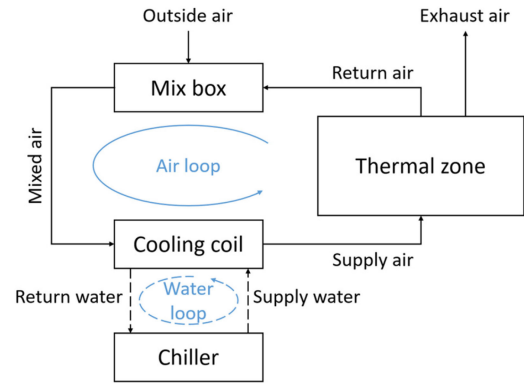 Outside air
Exhaust air
Mix box
Return air
Mixed air
Air loop
Thermal zone
Cooling coil
Supply air
Return water
Water
loop
Supply water
Chiller